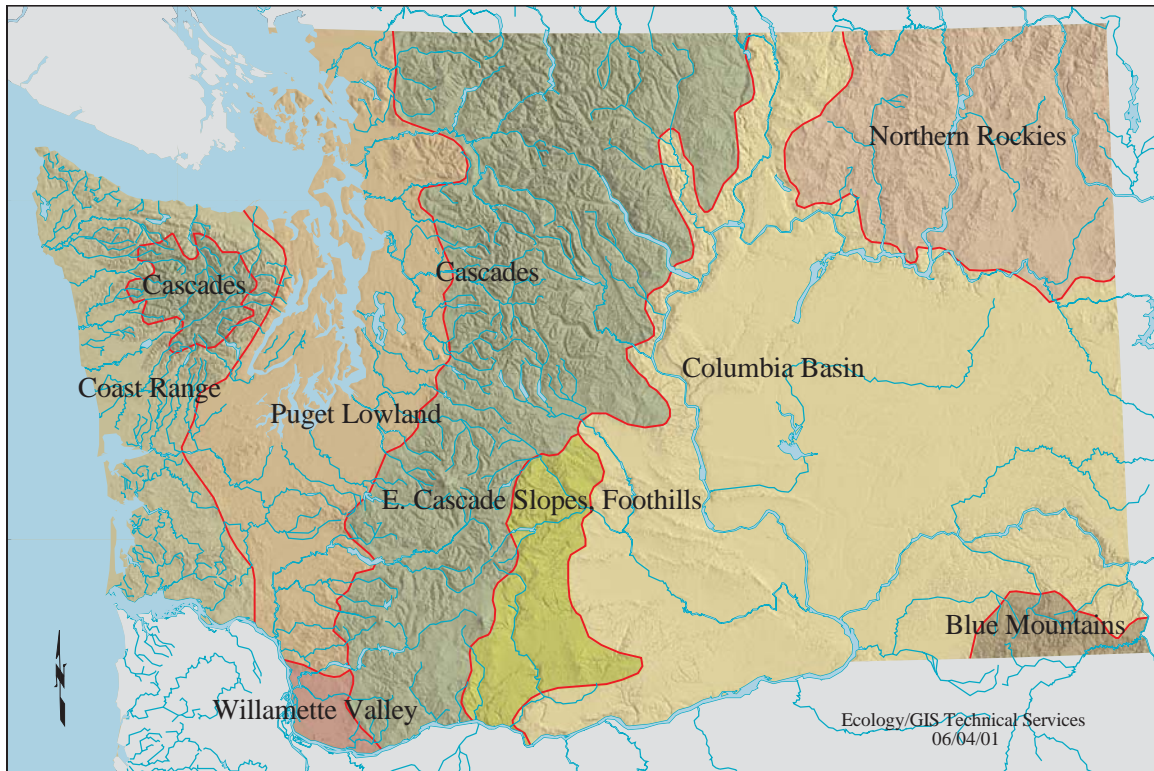 Northern Rockies
Cascades
Cascades
Columbia Basin
Coast Range
Puget Lowland
E. Cascade Slopes, Foothills
Blue Mountains
Willamette Valley
Ecology/GIS Technical Services
06/04/01
N